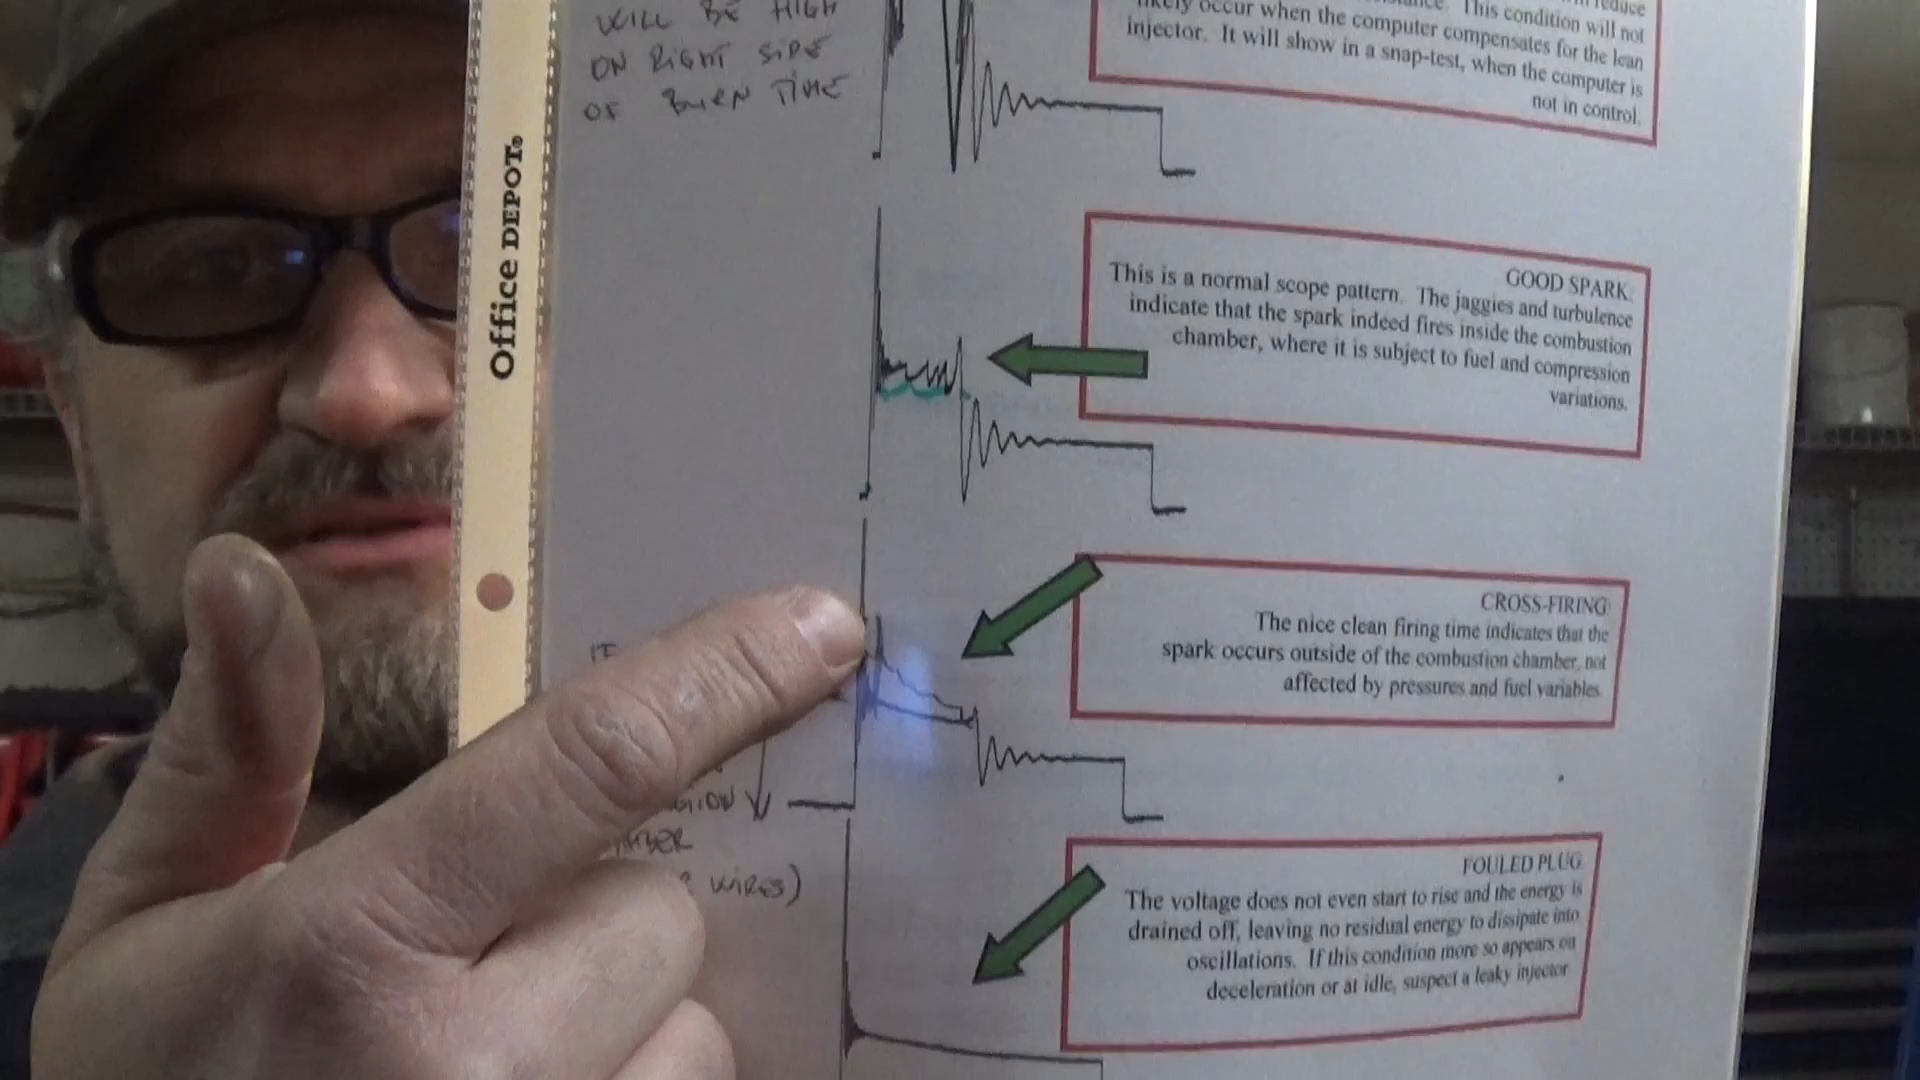 WILL BE HIGH
ON RIGHT SIDE
OF BURN TIME
Office DEPOT®
reduce
This condition will not
likely occur when the computer compensates for the lean
injector. It will show in a snap-test, when the computer is
not in control.
GOOD SPARK:
This is a normal scope pattern. The jaggies and turbulence
indicate that the spark indeed fires inside the combustion
chamber, where it is subject to fuel and compression
variations.
IF
WIRES)
CROSS-FIRING:
The nice clean firing time indicates that the
spark occurs outside of the combustion chamber, not
affected by pressures and fuel variables
FOULED PLUG
The voltage does not even start to rise and the energy is
drained off, leaving no residual energy to dissipate into
oscillations. If this condition more so appears on
deceleration or at idle, suspect a leaky injector